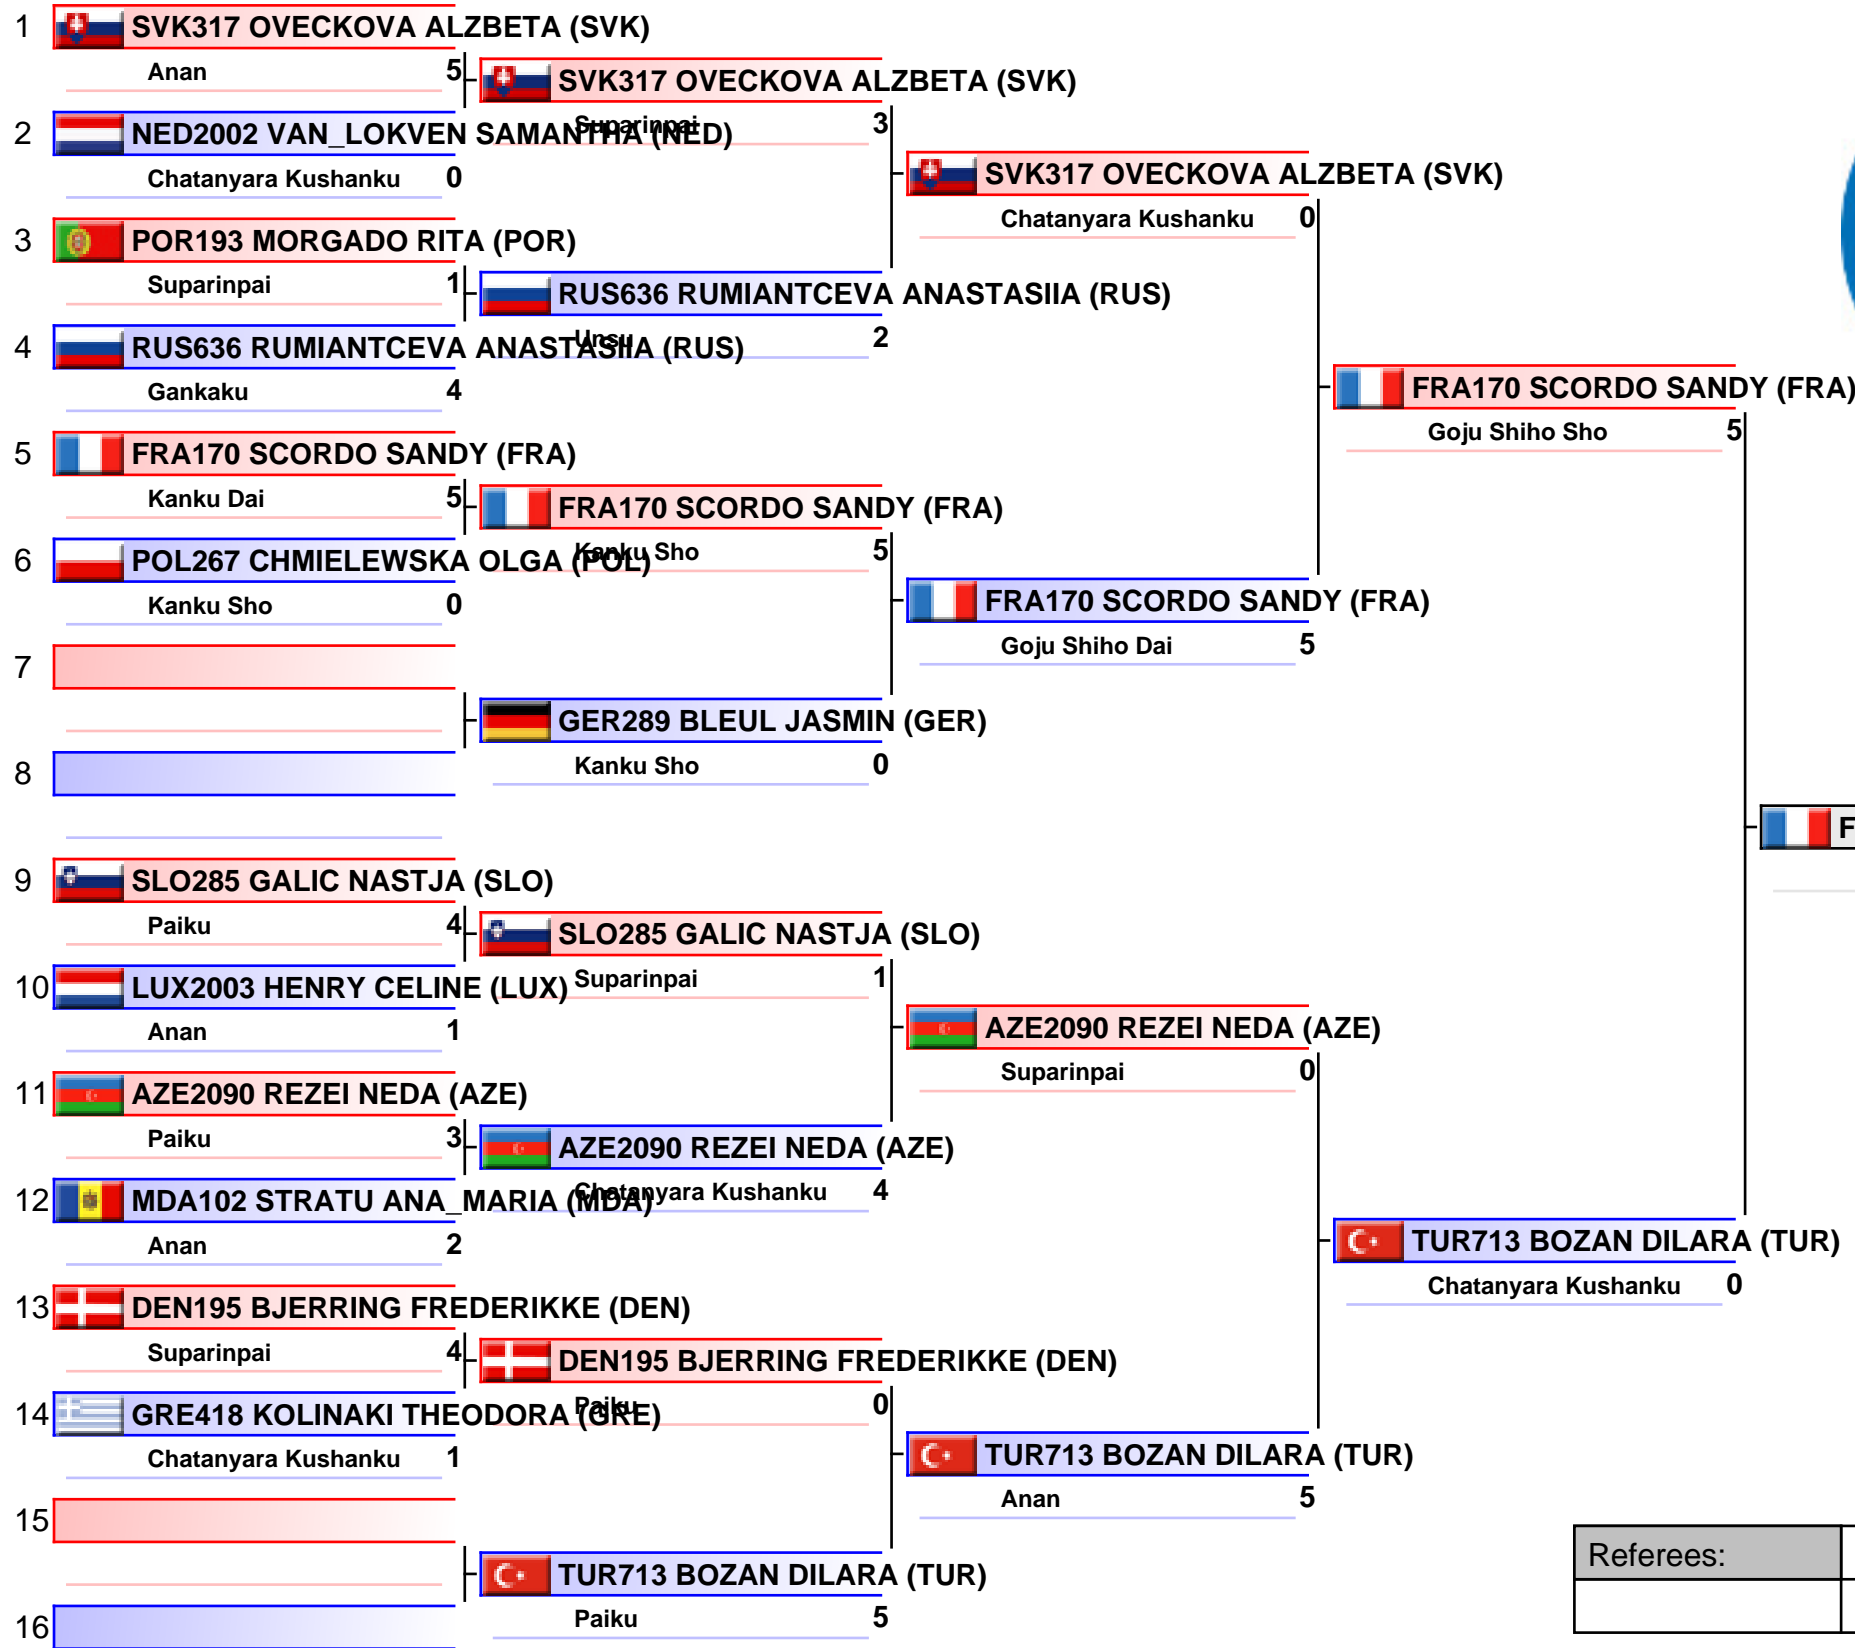 1 SVK317 OVECKOVA ALZBETA (SVK)
Anan 5
SVK317 OVECKOVA ALZBETA (SVK)
Suparinpai 3
2 NED2002 VAN_LOKVEN SAMANTHA (NED)
Chatanyara Kushanku 0
SVK317 OVECKOVA ALZBETA (SVK)
Chatanyara Kushanku 0
3 POR193 MORGADO RITA (POR)
Suparinpai 1
RUS636 RUMIANTCEVA ANASTASIIA (RUS)
Unsu 2
4 RUS636 RUMIANTCEVA ANASTASIIA (RUS)
Gankaku 4
FRA170 SCORDO SANDY (FRA)
Goju Shiho Sho 5
5 FRA170 SCORDO SANDY (FRA)
Kanku Dai 5
FRA170 SCORDO SANDY (FRA)
Kanku Sho 5
6 POL267 CHMIELEWSKA OLGA (POL)
Kanku Sho 0
FRA170 SCORDO SANDY (FRA)
Goju Shiho Dai 5
7
GER289 BLEUL JASMIN (GER)
Kanku Sho 0
8
F
9 SLO285 GALIC NASTJA (SLO)
Paiku 4
SLO285 GALIC NASTJA (SLO)
Suparinpai 1
10 LUX2003 HENRY CELINE (LUX)
Anan 1
AZE2090 REZEI NEDA (AZE)
Suparinpai 0
11 AZE2090 REZEI NEDA (AZE)
Paiku 3
AZE2090 REZEI NEDA (AZE)
Chatanyara Kushanku 4
12 MDA102 STRATU ANA_MARIA (MDA)
Anan 2
TUR713 BOZAN DILARA (TUR)
Chatanyara Kushanku 0
13 DEN195 BJERRING FREDERIKKE (DEN)
Suparinpai 4
DEN195 BJERRING FREDERIKKE (DEN)
Paiku 0
14 GRE418 KOLINAKI THEODORA (GRE)
Chatanyara Kushanku 1
TUR713 BOZAN DILARA (TUR)
Anan 5
15
TUR713 BOZAN DILARA (TUR)
Paiku 5
16
Referees: